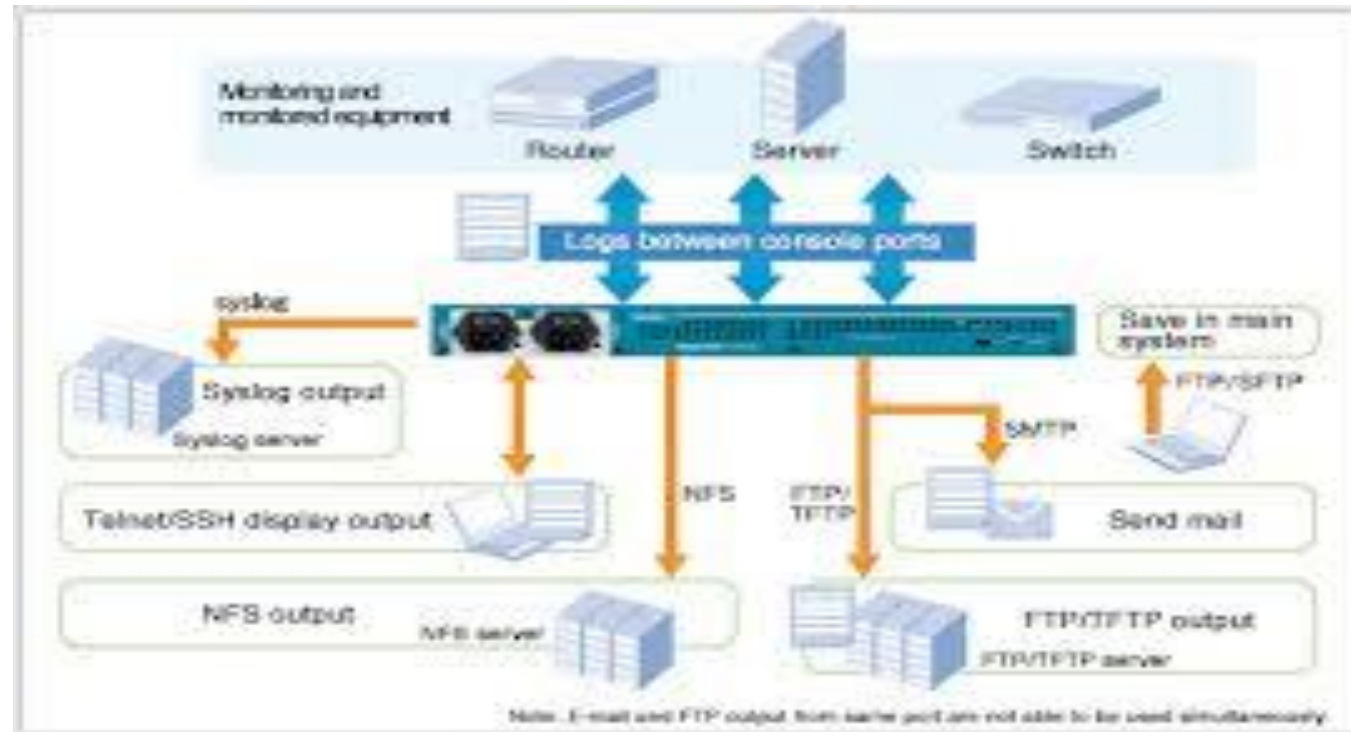 Monitoring and
monitored equipment
Router
Server
Switch
Logs between console ports
syslog
Save in main
system
Syslog output
Syslog server
FTP/SFTP
SMTP
NFS
FTP/
TFTP
Telnet/SSH display output
Send mail
NFS output
NFS server
FTP/TFTP output
FTP/TFTP server
Note: E-mail and FTP output from same port are not able to be used simultaneously.